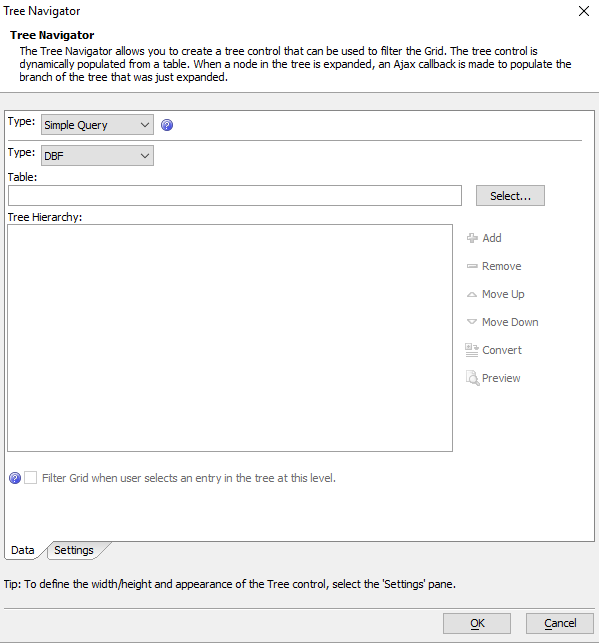 Tree Navigator
Tree Navigator
The Tree Navigator allows you to create a tree control that can be used to filter the Grid. The tree control is
dynamically populated from a table. When a node in the tree is expanded, an Ajax callback is made to populate the
branch of the tree that was just expanded.
Type: Simple Query
Type: DBF
Table:
Select...
Tree Hierarchy:
Add
Remove
Move Up
Move Down
Convert
Preview
Filter Grid when user selects an entry in the tree at this level.
Data Settings
Tip: To define the width/height and appearance of the Tree control, select the 'Settings' pane.
OK Cancel